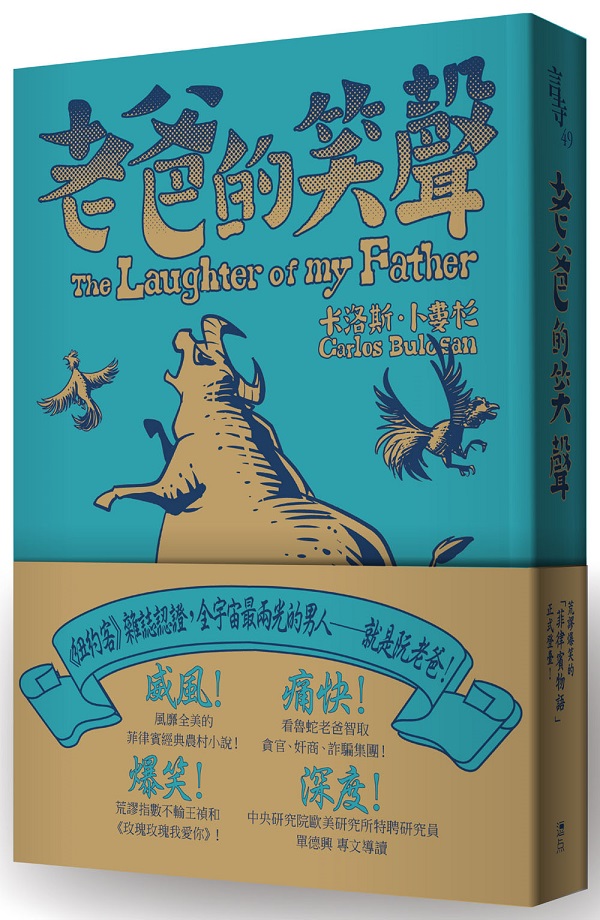 老爸的笑聲
The Laughter of my Father
卡洛斯·卜婁杉
Carlos Bulosan
《紐約客》雜誌認證,全宇宙最兩光的男人——就是阮老爸!
威風!
風靡全美的
菲律賓經典農村小說!
痛快!
看魯蛇老爸智取
貪官、奸商、詐騙集團!
爆笑!
荒謬指數不輸王禎和
《玫瑰玫瑰我愛你》!
深度!
中央研究院歐美研究所特聘研究員
單德興 專文導讀
言寺
49
老爸的笑聲
荒謬爆笑的
「菲律賓物語」
正式登臺!